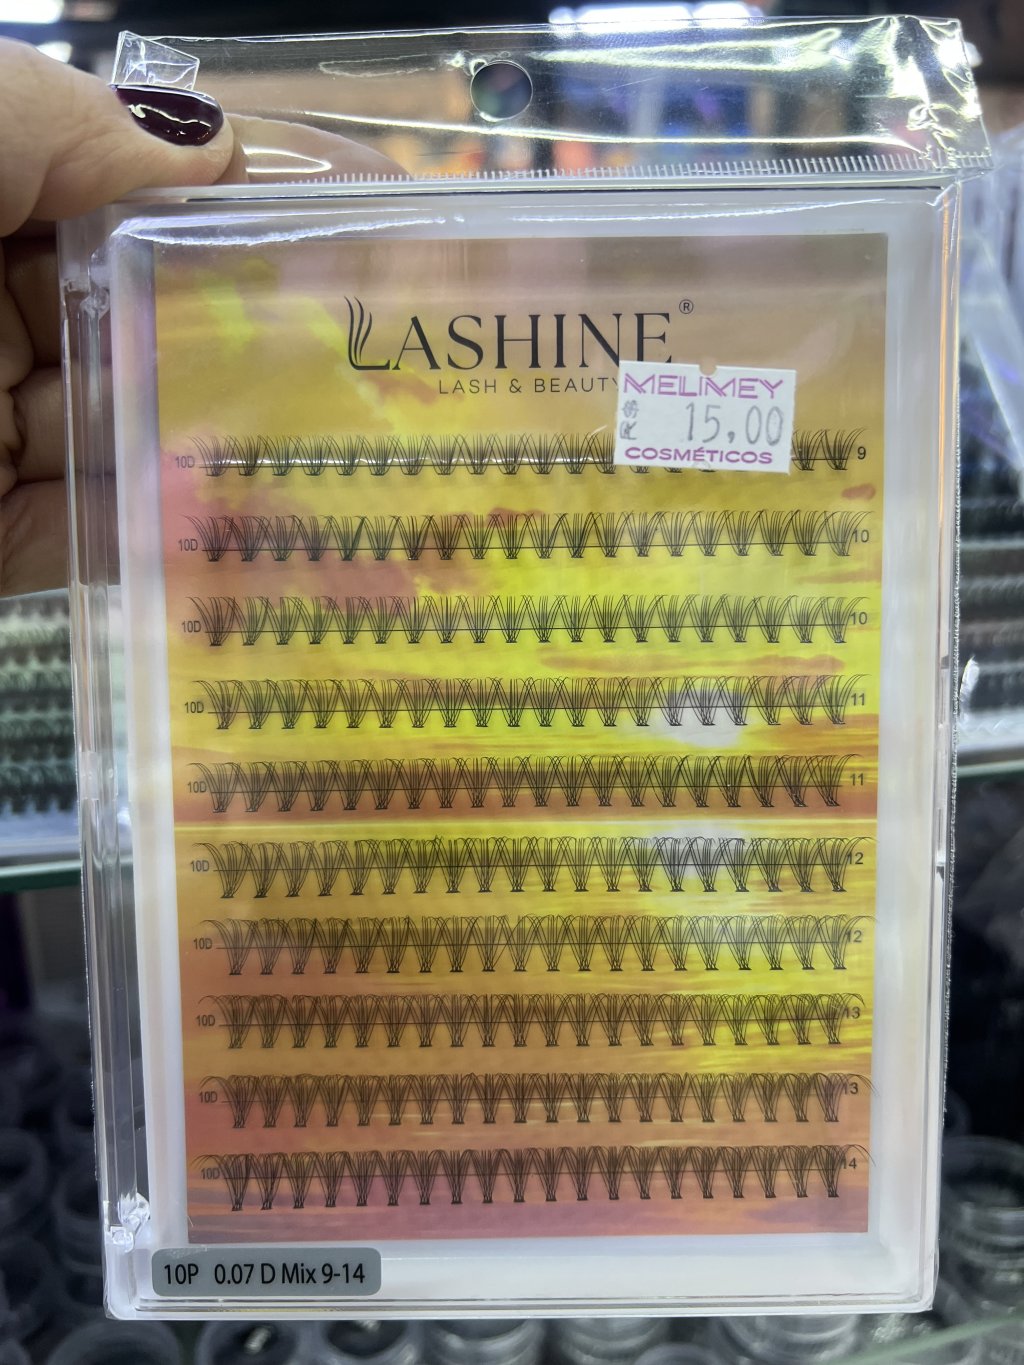 LASHINE®
LASH & BEAUTY
MELIMEY
R$ 15,00
COSMÉTICOS
10D 9
10D 10
10D 10
10D 11
10D 11
10D 12
10D 12
10D 13
10D 13
10D 14
10P 0.07 D Mix 9-14